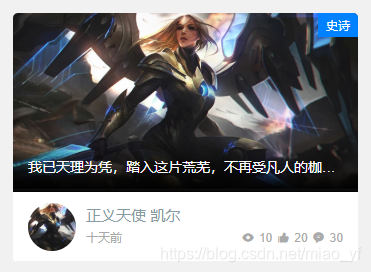 史诗
我已天理为凭，踏入这片荒芜，不再受凡人的枷...
正义天使 凯尔
十天前
10 20 30
https://blog.csdn.net/miao_yf